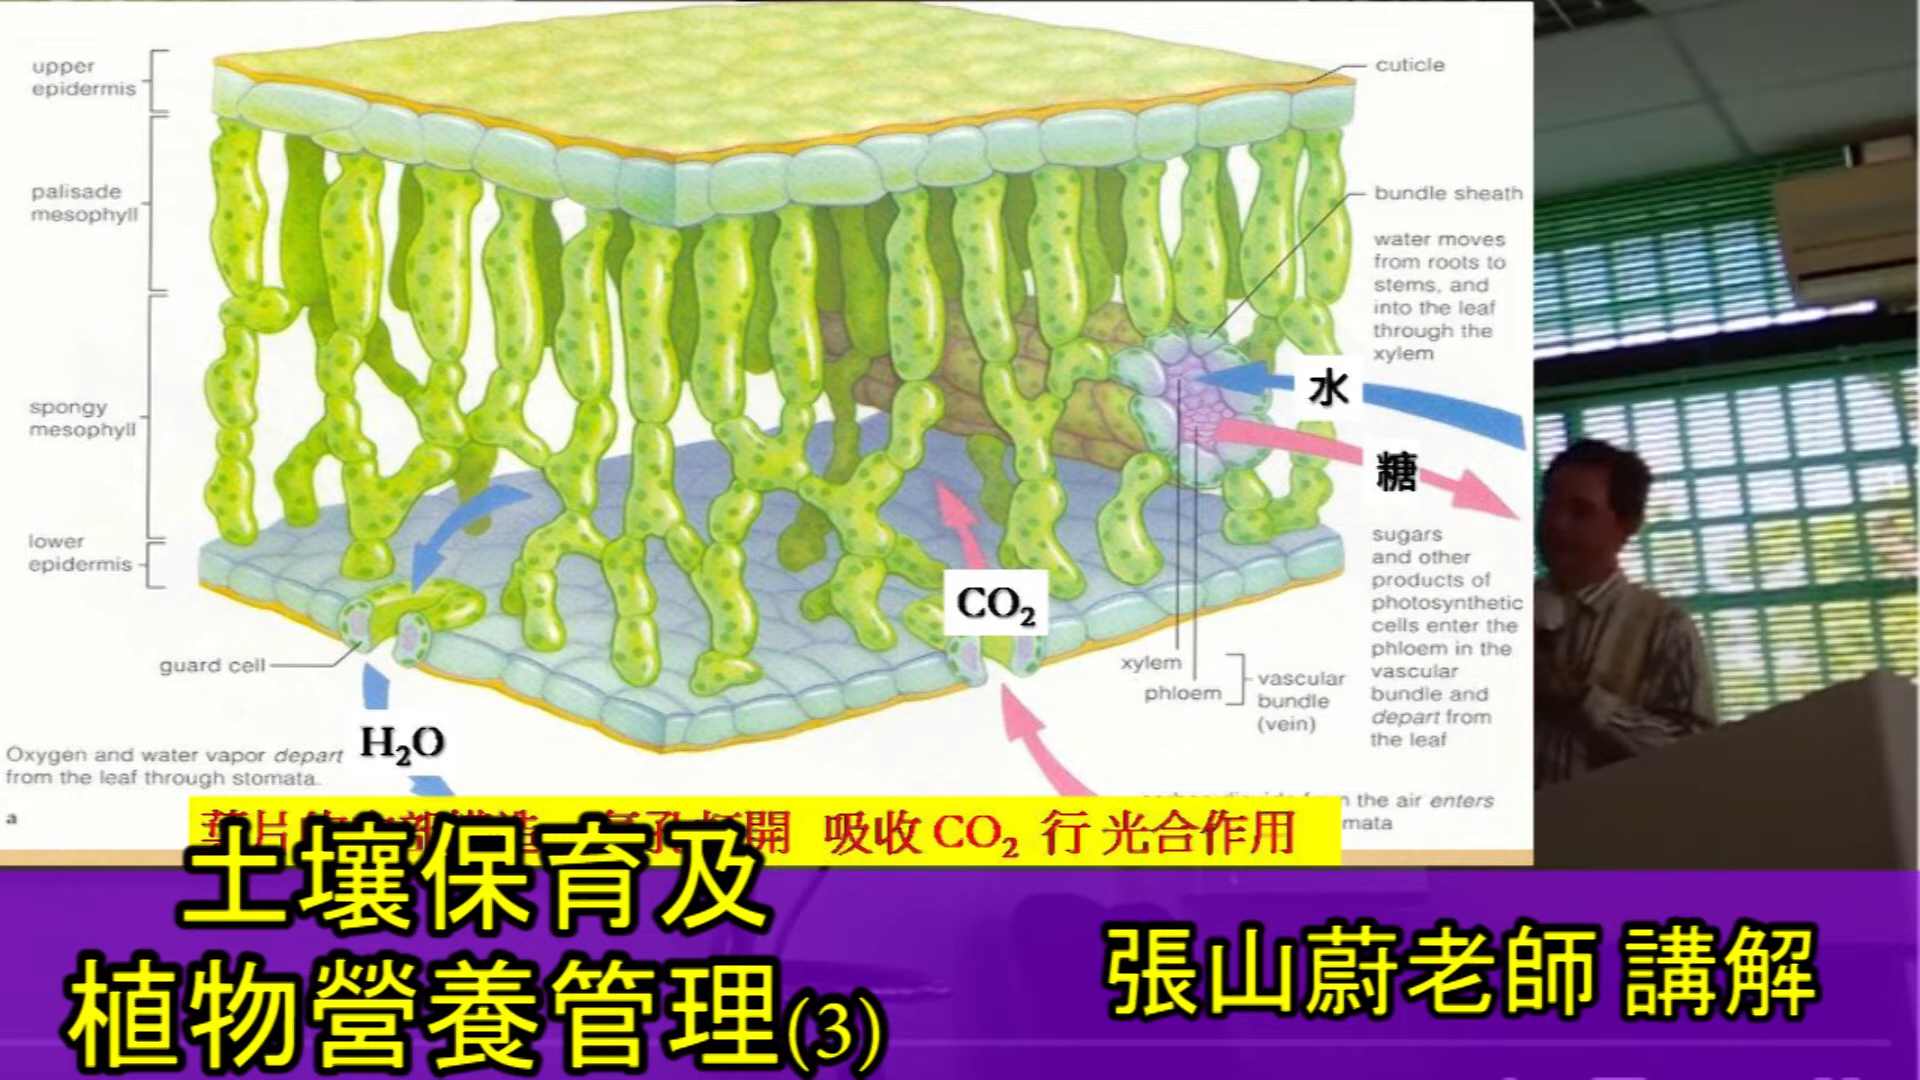 upper
epidermis
palisade
mesophyll
spongy
mesophyll
lower
epidermis
guard cell
Oxygen and water vapor depart
from the leaf through stomata.
a
H₂O
CO₂
cuticle
bundle sheath
water moves
from roots to
stems, and
into the leaf
through the
xylem
水
糖
sugars
and other
products of
photosynthetic
cells enter the
phloem in the
vascular
bundle and
depart from
the leaf
xylem
phloem
vascular
bundle
(vein)
the air enters
開 吸收 CO₂ 行 光合作用
土壤保育及
植物營養管理(3)
張山蔚老師 講解